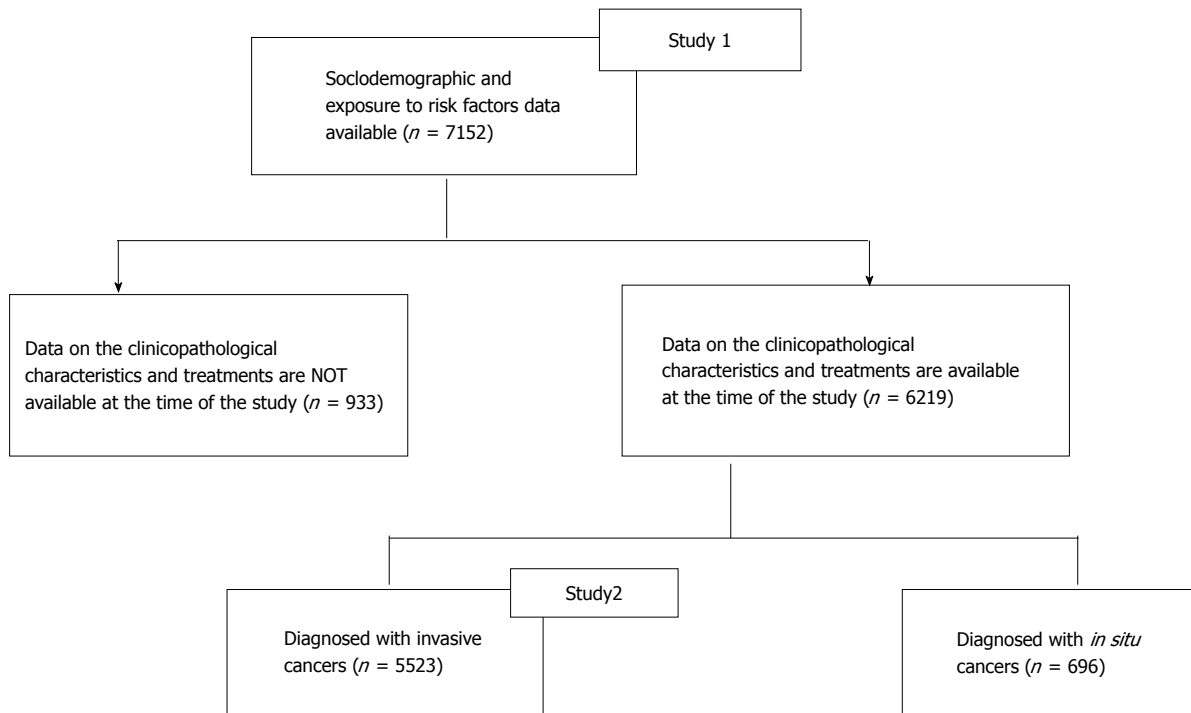 Study 1
Soclodemographic and
exposure to risk factors data
available (n = 7152)
Data on the clinicopathological
characteristics and treatments are NOT
available at the time of the study (n = 933)
Data on the clinicopathological
characteristics and treatments are available
at the time of the study (n = 6219)
Study2
Diagnosed with invasive
cancers (n = 5523)
Diagnosed with in situ
cancers (n = 696)